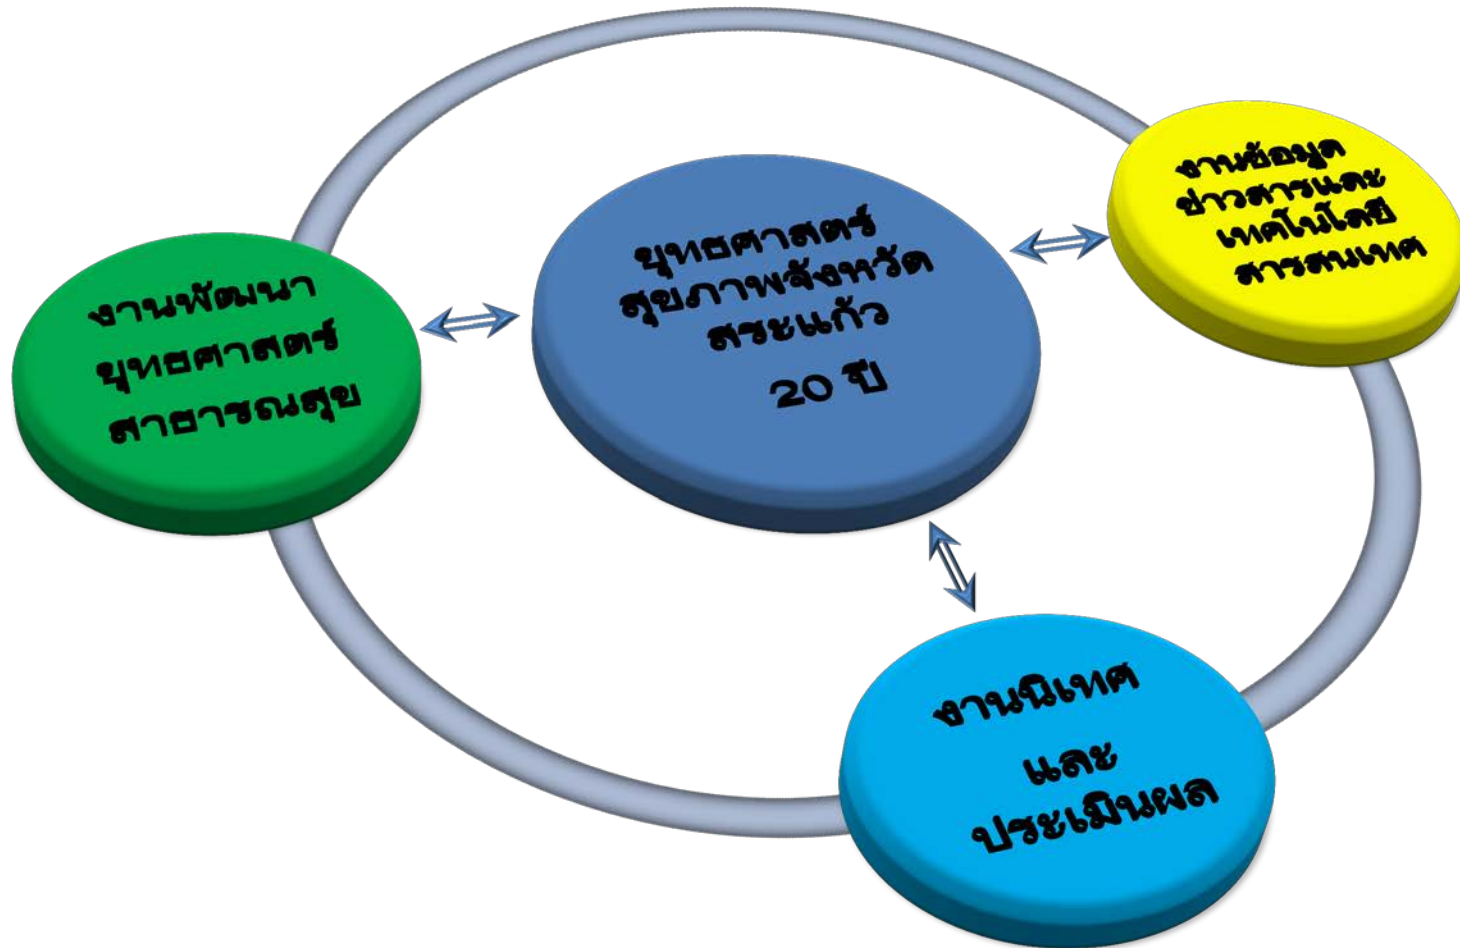 งานข้อมูล
ข่าวสารและ
เทคโนโลยี
สารสนเทศ
ยุทธศาสตร์
สุขภาพจังหวัด
สระแก้ว
20 ปี
งานพัฒนา
ยุทธศาสตร์
สาธารณสุข
งานนิเทศ
และ
ประเมินผล